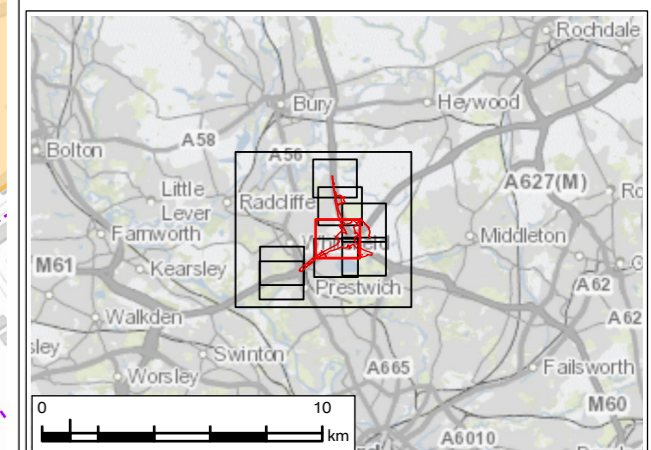 Rochdale
Bury
Heywood
A58
Bolton
A56
A627(M)
Little
Lever
Radcliffe
Farnworth
Middleton
M61
Kearsley
A62
Prestwich
Walkden
A62
Swinton
A665
Failsworth
Worsley
M60
0
10
km
A6010